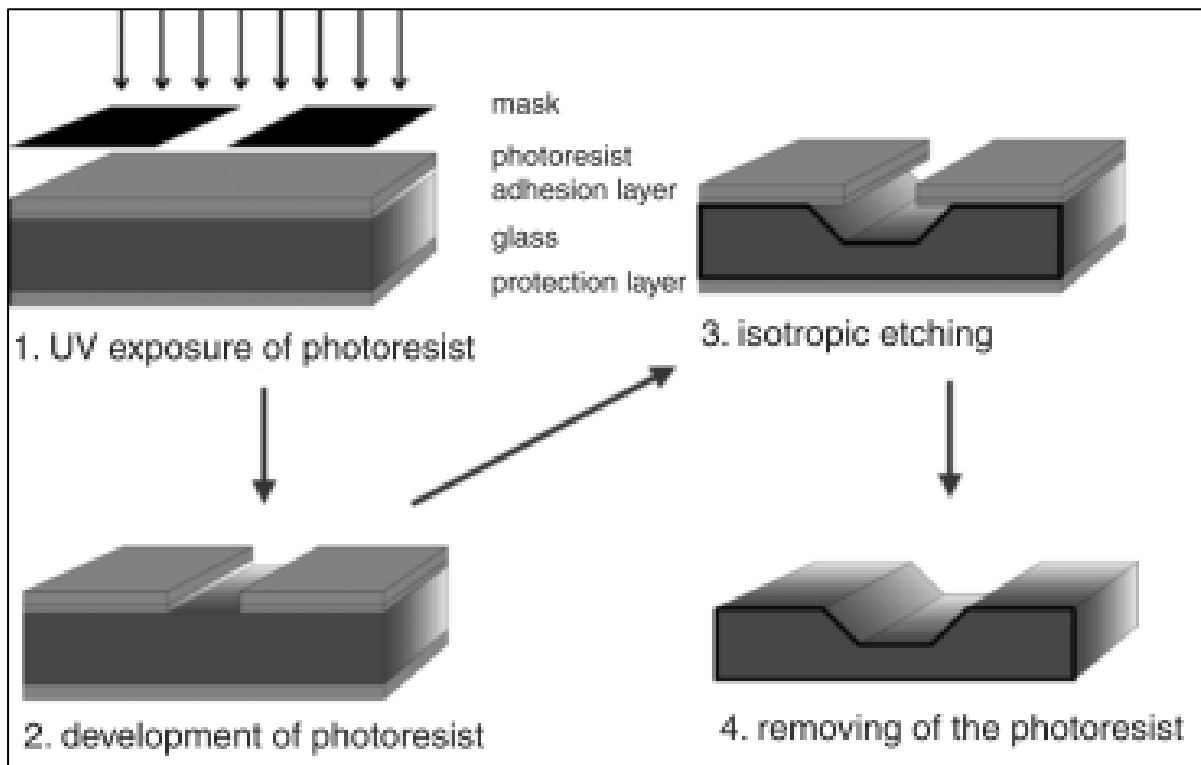 mask
photoresist
adhesion layer
glass
protection layer
1. UV exposure of photoresist
3. isotropic etching
2. development of photoresist
4. removing of the photoresist